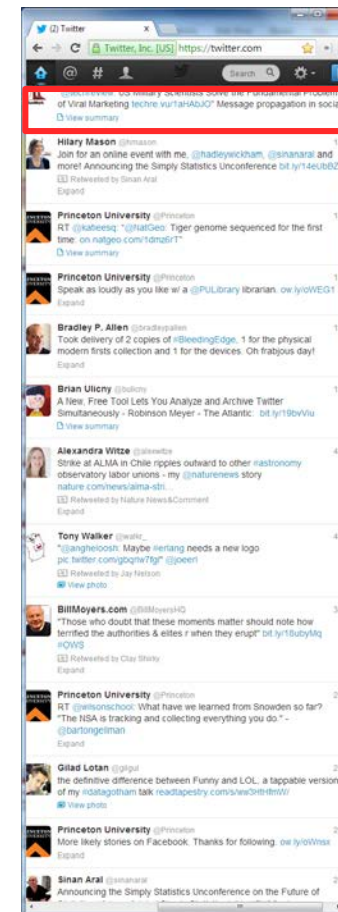 (2) Twitter
Twitter, Inc. [US] https://twitter.com
Search
@techreview: US Military Scientists Solve the Fundamental Problem
of Viral Marketing techre.vu/1aHAbJO" Message propagation in socia
View summary
Hilary Mason @hmason
Join for an online event with me, @hadleywickham, @sinanaral and
more! Announcing the Simply Statistics Unconference bit.ly/14eUbBZ
Retweeted by Sinan Aral
Expand
Princeton University @Princeton
RT @kabeesq: "@NatGeo: Tiger genome sequenced for the first
time: on.natgeo.com/1dmz6rT"
View summary
Princeton University @Princeton
Speak as loudly as you like w/ a @PULibrary librarian. ow.ly/oWEG1
Expand
Bradley P. Allen @bradleypallen
Took delivery of 2 copies of #BleedingEdge, 1 for the physical
modern firsts collection and 1 for the devices. Oh frabjous day!
Expand
Brian Ulicny @bulicny
A New, Free Tool Lets You Analyze and Archive Twitter
Simultaneously - Robinson Meyer - The Atlantic: bit.ly/19bvViu
View summary
Alexandra Witze @alexwitze
Strike at ALMA in Chile ripples outward to other #astronomy
observatory labor unions - my @naturenews story
nature.com/news/alma-stri...
Retweeted by Nature News&Comment
Expand
Tony Walker @walkr_
"@angheloosh: Maybe #erlang needs a new logo
pic.twitter.com/gbqnw7fIgl" @joeerl
Retweeted by Jay Nelson
View photo
BillMoyers.com @BillMoyersHQ
"Those who doubt that these moments matter should note how
terrified the authorities & elites r when they erupt" bit.ly/18ubyMq
#OWS
Retweeted by Clay Shirky
Expand
Princeton University @Princeton
RT @wilsonschool: What have we learned from Snowden so far?
"The NSA is tracking and collecting everything you do." -
@bartongellman
Expand
Gilad Lotan @gilgul
the definitive difference between Funny and LOL, a tappable version
of my #datagotham talk readtapestry.com/s/ww3HtHfmW/
View photo
Princeton University @Princeton
More likely stories on Facebook. Thanks for following. ow.ly/oWnsx
Expand
Sinan Aral @sinanaral
Announcing the Simply Statistics Unconference on the Future of